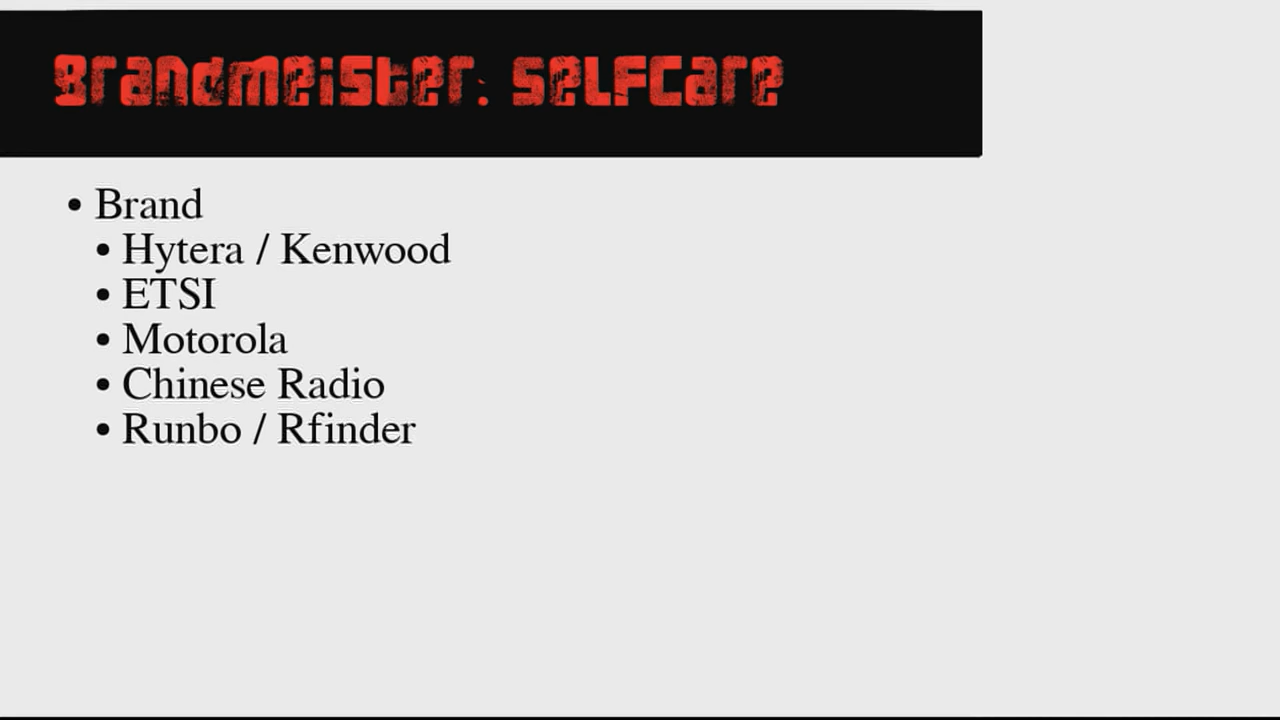 Brandmeister: SelfCare
• Brand
• Hytera / Kenwood
• ETSI
• Motorola
• Chinese Radio
• Runbo / Rfinder